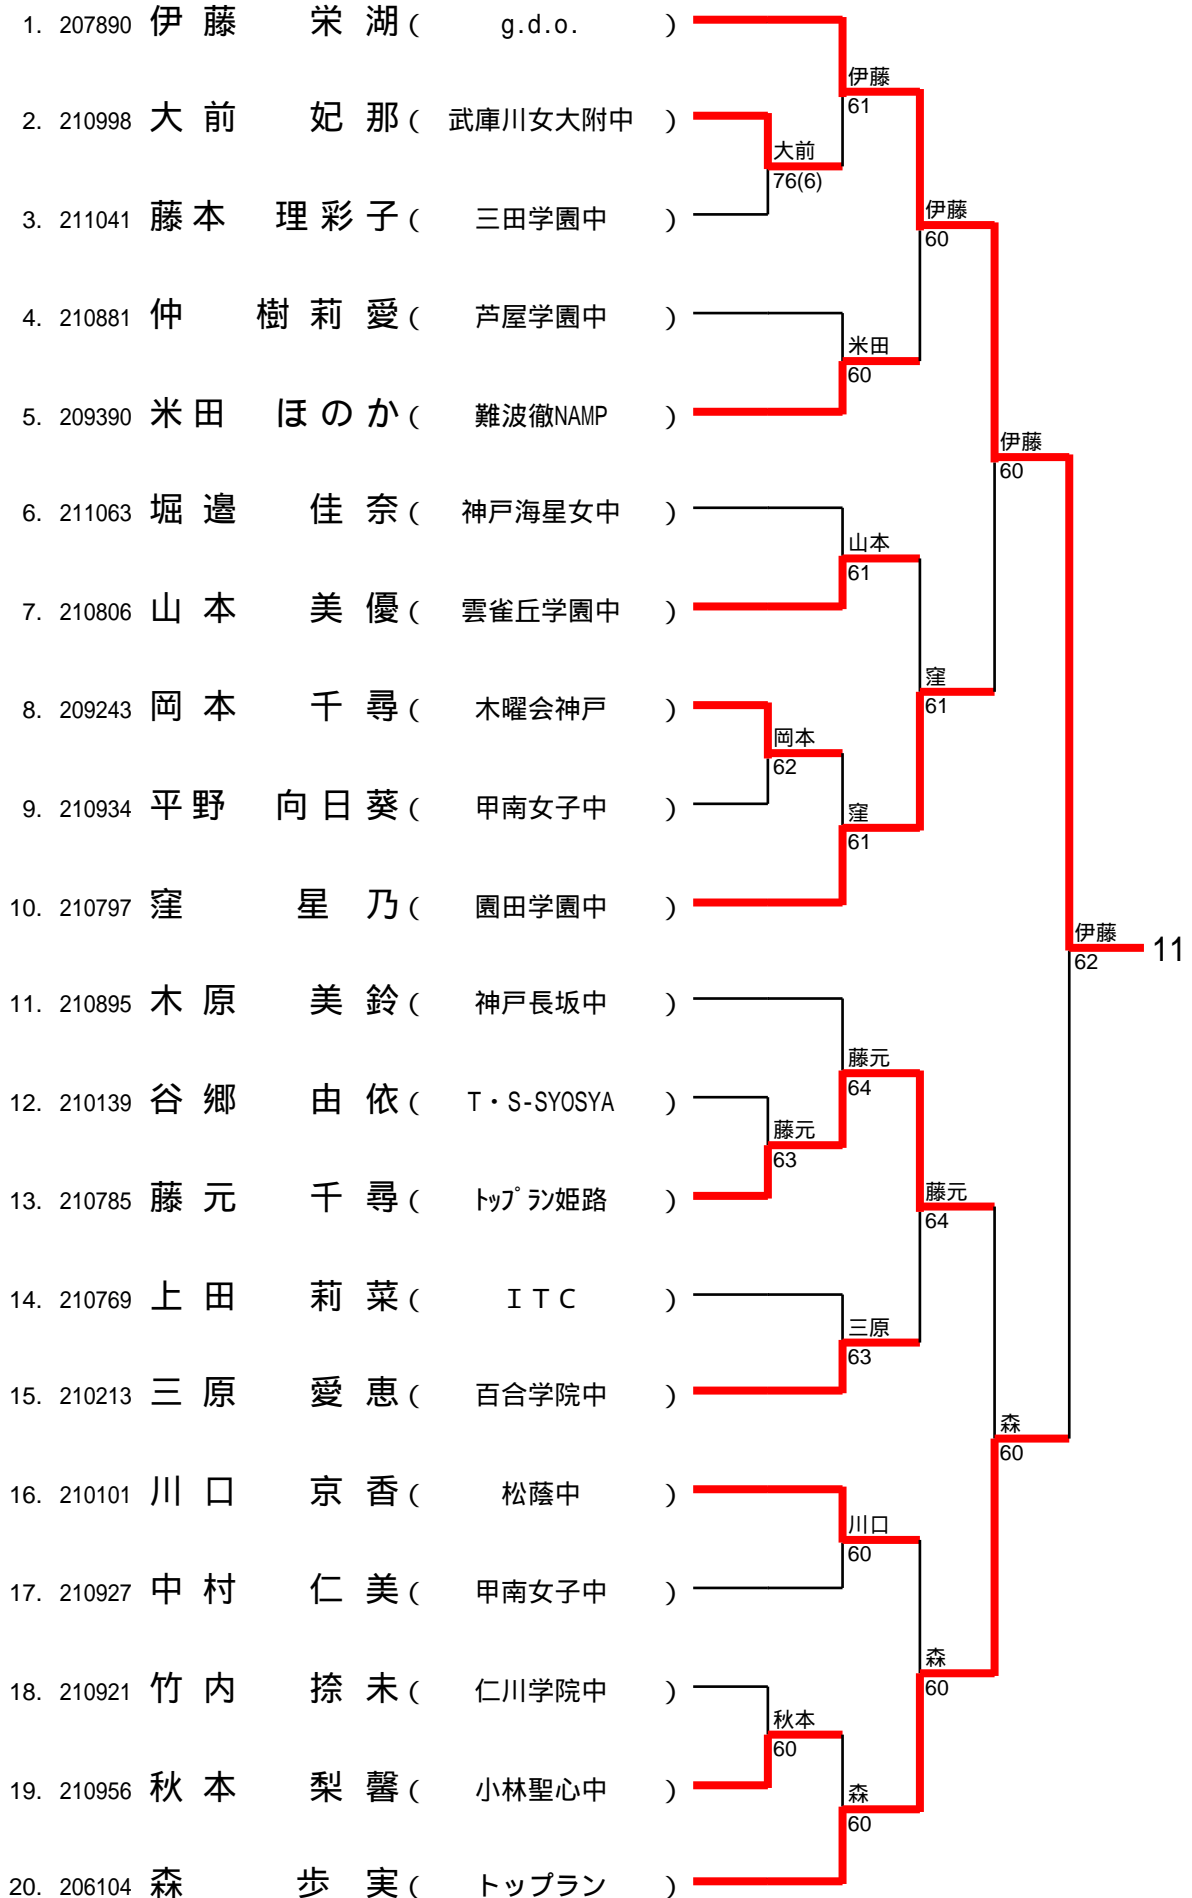 1. 207890 伊藤 栄湖 ( g.d.o. )
伊藤
61
2. 210998 大前 妃那 ( 武庫川女大附中 )
大前
76(6)
3. 211041 藤本 理彩子 ( 三田学園中 )
伊藤
60
4. 210881 仲 樹莉愛 ( 芦屋学園中 )
米田
60
5. 209390 米田 ほのか ( 難波徹NAMP )
伊藤
60
6. 211063 堀邉 佳奈 ( 神戸海星女中 )
山本
61
7. 210806 山本 美優 ( 雲雀丘学園中 )
窪
61
8. 209243 岡本 千尋 ( 木曜会神戸 )
岡本
62
9. 210934 平野 向日葵 ( 甲南女子中 )
窪
61
10. 210797 窪 星乃 ( 園田学園中 )
伊藤
62
11
11. 210895 木原 美鈴 ( 神戸長坂中 )
藤元
64
12. 210139 谷郷 由依 ( T・S-SYOSYA )
藤元
63
13. 210785 藤元 千尋 ( ﾄｯﾌﾟﾗﾝ姫路 )
藤元
64
14. 210769 上田 莉菜 ( ＩＴＣ )
三原
63
15. 210213 三原 愛恵 ( 百合学院中 )
森
60
16. 210101 川口 京香 ( 松蔭中 )
川口
60
17. 210927 中村 仁美 ( 甲南女子中 )
森
60
18. 210921 竹内 捺未 ( 仁川学院中 )
秋本
60
19. 210956 秋本 梨馨 ( 小林聖心中 )
森
60
20. 206104 森 歩実 ( トップラン )